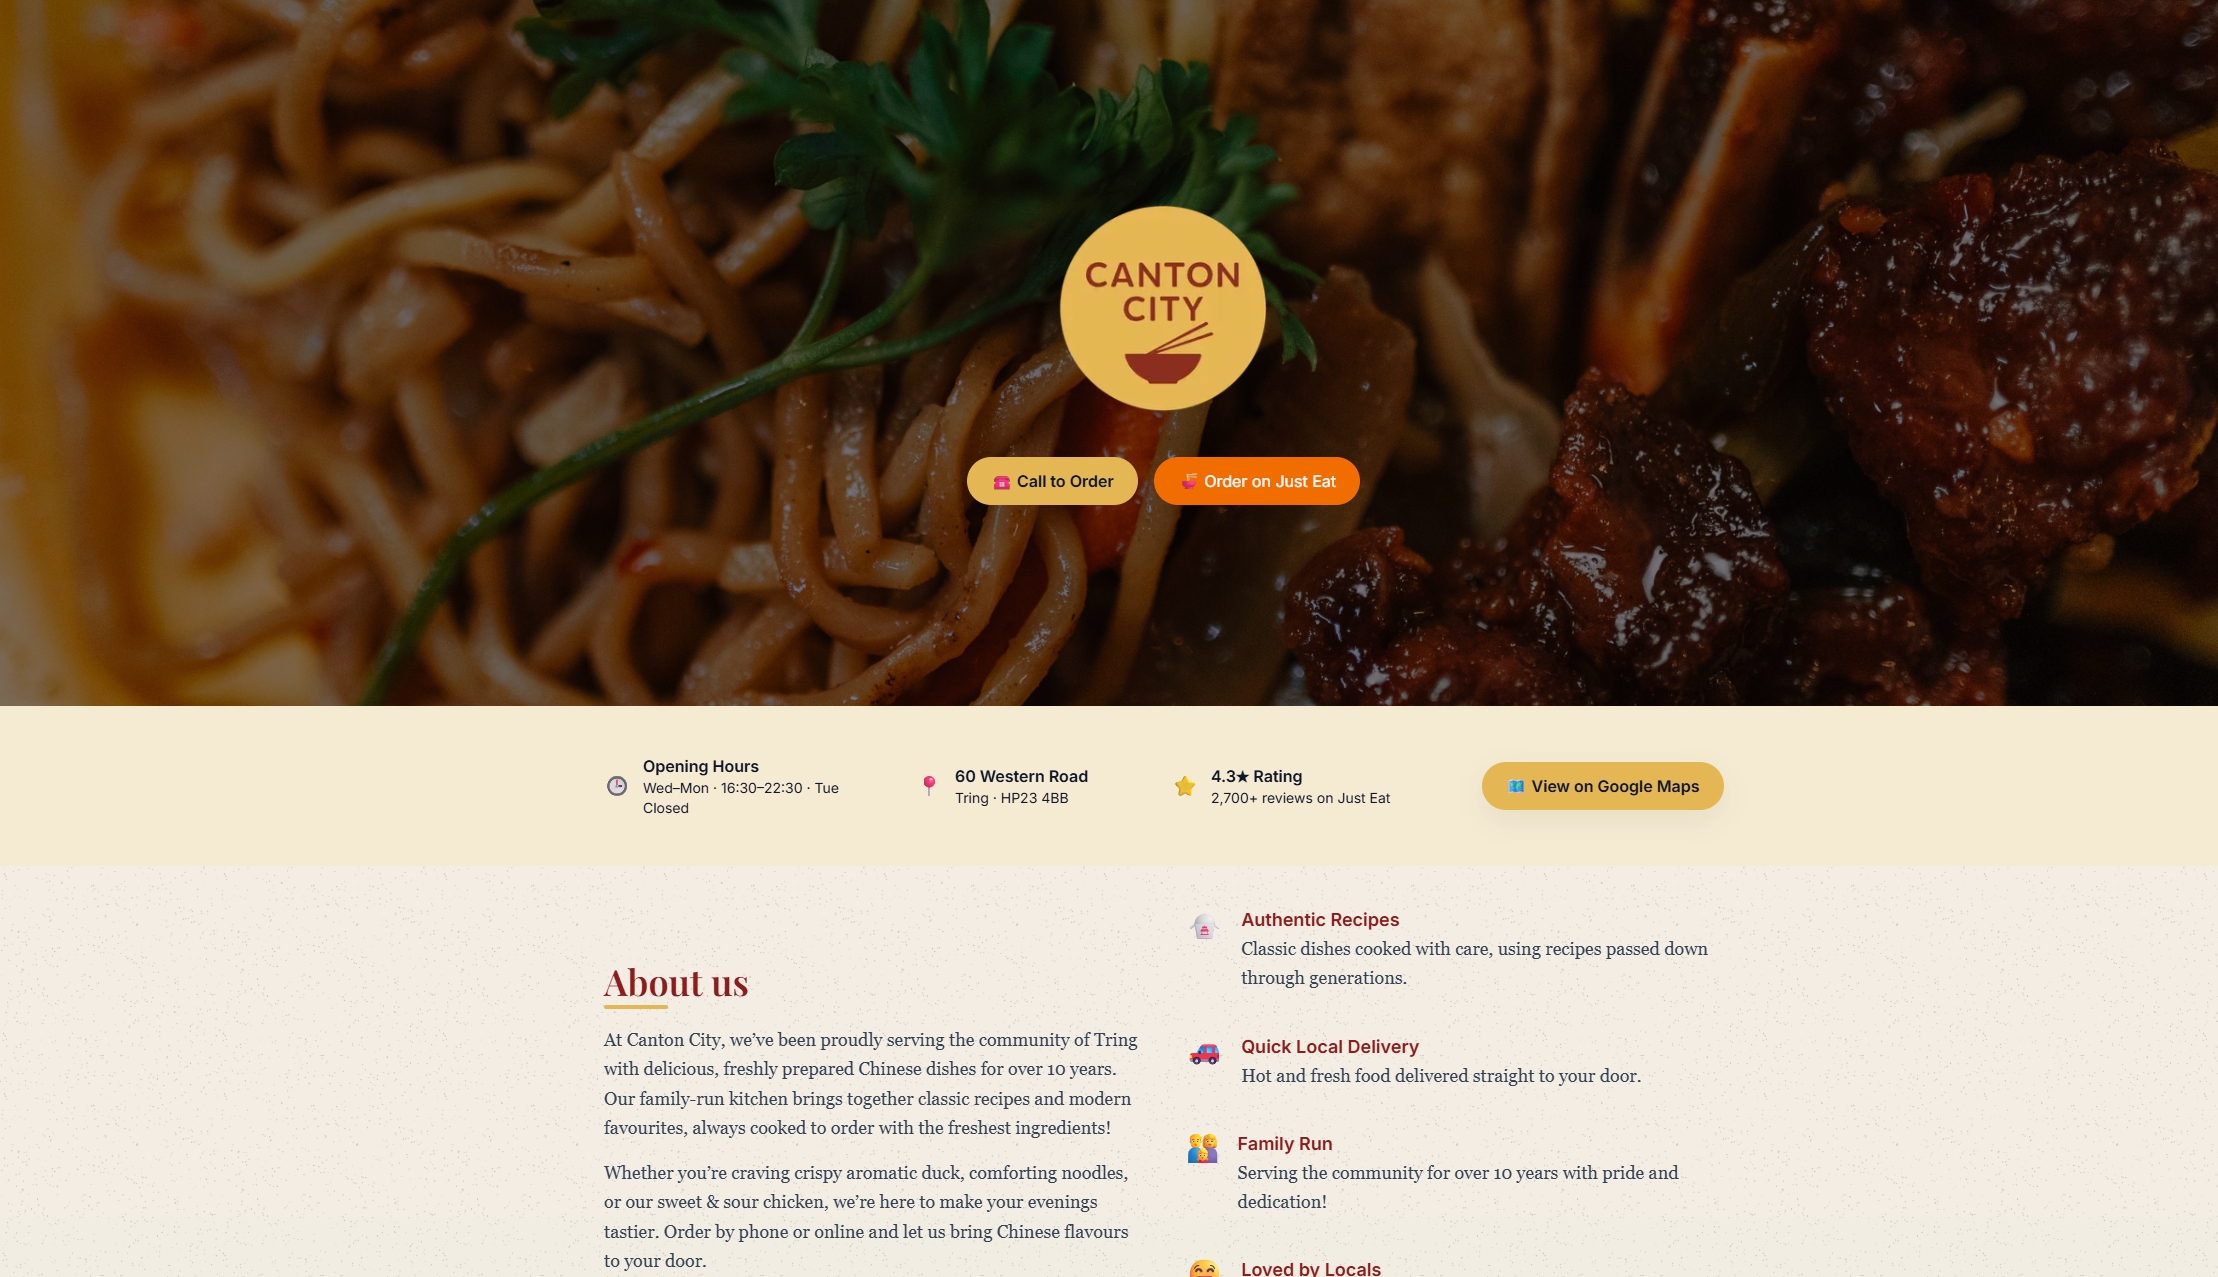 CANTON
CITY
Call to Order
Order on Just Eat
Opening Hours
Wed–Mon · 16:30–22:30 · Tue
Closed
60 Western Road
Tring · HP23 4BB
4.3★ Rating
2,700+ reviews on Just Eat
View on Google Maps
About us
At Canton City, we’ve been proudly serving the community of Tring
with delicious, freshly prepared Chinese dishes for over 10 years.
Our family-run kitchen brings together classic recipes and modern
favourites, always cooked to order with the freshest ingredients!
Whether you’re craving crispy aromatic duck, comforting noodles,
or our sweet & sour chicken, we’re here to make your evenings
tastier. Order by phone or online and let us bring Chinese flavours
to your door.
Authentic Recipes
Classic dishes cooked with care, using recipes passed down
through generations.
Quick Local Delivery
Hot and fresh food delivered straight to your door.
Family Run
Serving the community for over 10 years with pride and
dedication!
Loved by Locals